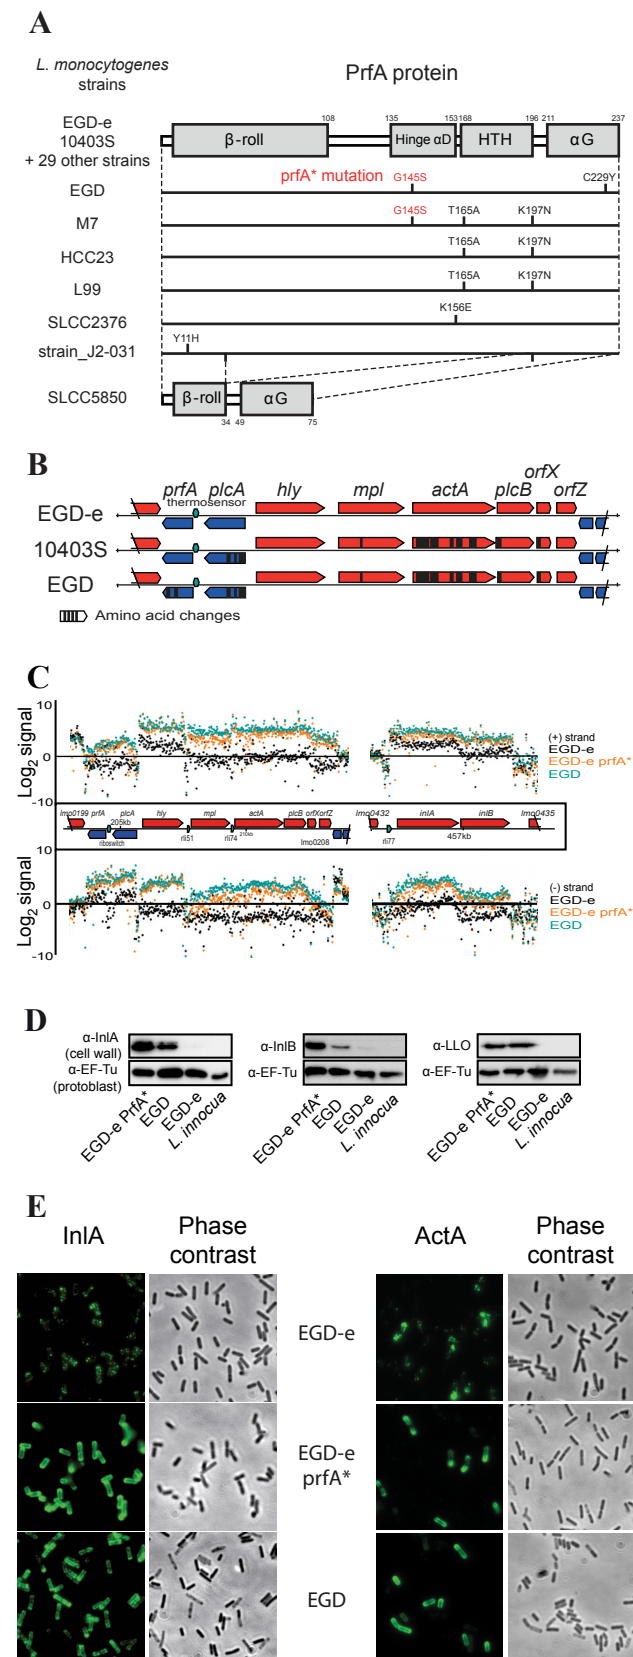 A
L. monocytogenes
strains
PrfA protein
EGD-e
10403S
+ 29 other strains
108
135
153
168
196
211
237
β-roll
Hinge αD
HTH
αG
prfA* mutation
G145S
C229Y
EGD
G145S
T165A
K197N
M7
T165A
K197N
HCC23
T165A
K197N
L99
K156E
SLCC2376
Y11H
strain_J2-031
SLCC5850
β-roll
αG
34
49
75
B
orfX
prfA
plcA
hly
mpl
actA
plcB
orfZ
thermosensor
EGD-e
10403S
EGD
Amino acid changes
C
Log2 signal
10
0
-10
(+) strand
EGD-e
EGD-e prfA*
EGD
lmo0199
prfA
plcA
hly
mpl
actA
plcB
orfX
orfZ
205kb
riboswitch
rli51
rli74
210kb
lmo0208
lmo0432
inlA
inlB
lmo0435
rli77
457kb
Log2 signal
10
0
-10
(-) strand
EGD-e
EGD-e prfA*
EGD
D
α-InlA
(cell wall)
α-EF-Tu
(protoblast)
EGD-e PrfA*
EGD
EGD-e
L. innocua
α-InlB
α-EF-Tu
EGD-e PrfA*
EGD
EGD-e
L. innocua
α-LLO
α-EF-Tu
EGD-e PrfA*
EGD
EGD-e
L. innocua
E
InlA
Phase
contrast
ActA
Phase
contrast
EGD-e
EGD-e
prfA*
EGD